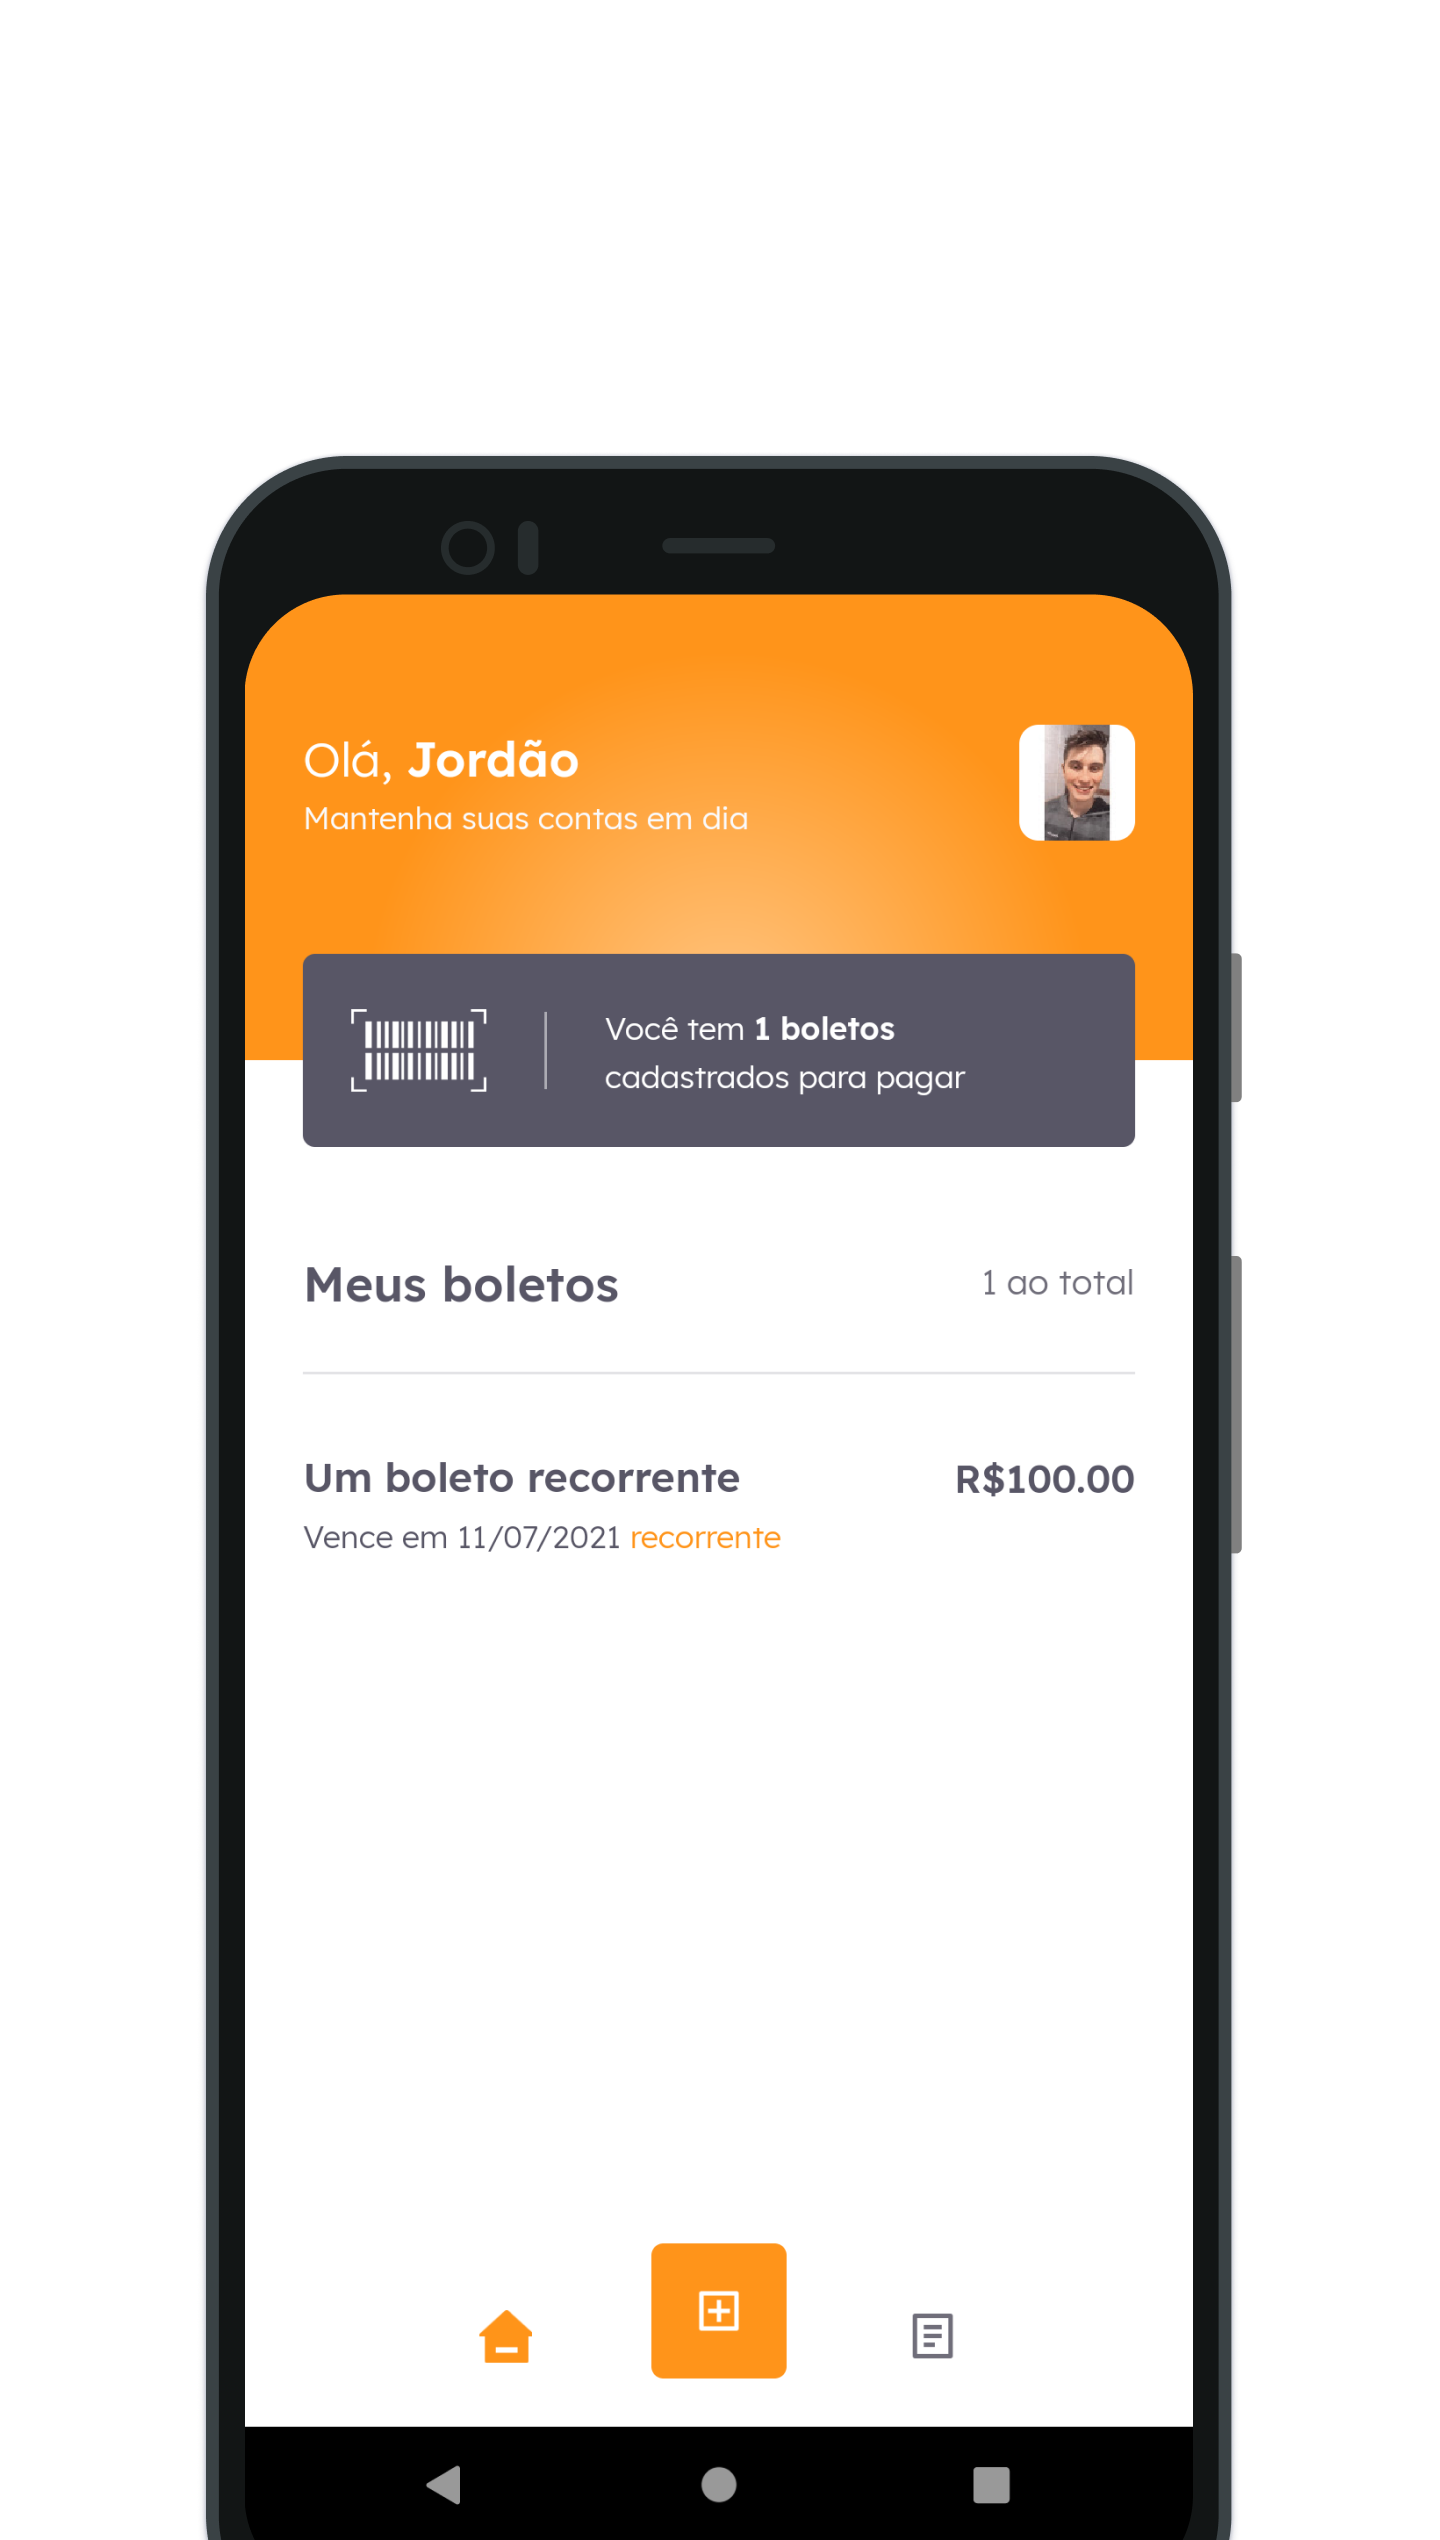 Olá, Jordão
Mantenha suas contas em dia
Você tem 1 boletos
cadastrados para pagar
Meus boletos
1 ao total
Um boleto recorrente
R$100.00
Vence em 11/07/2021 recorrente